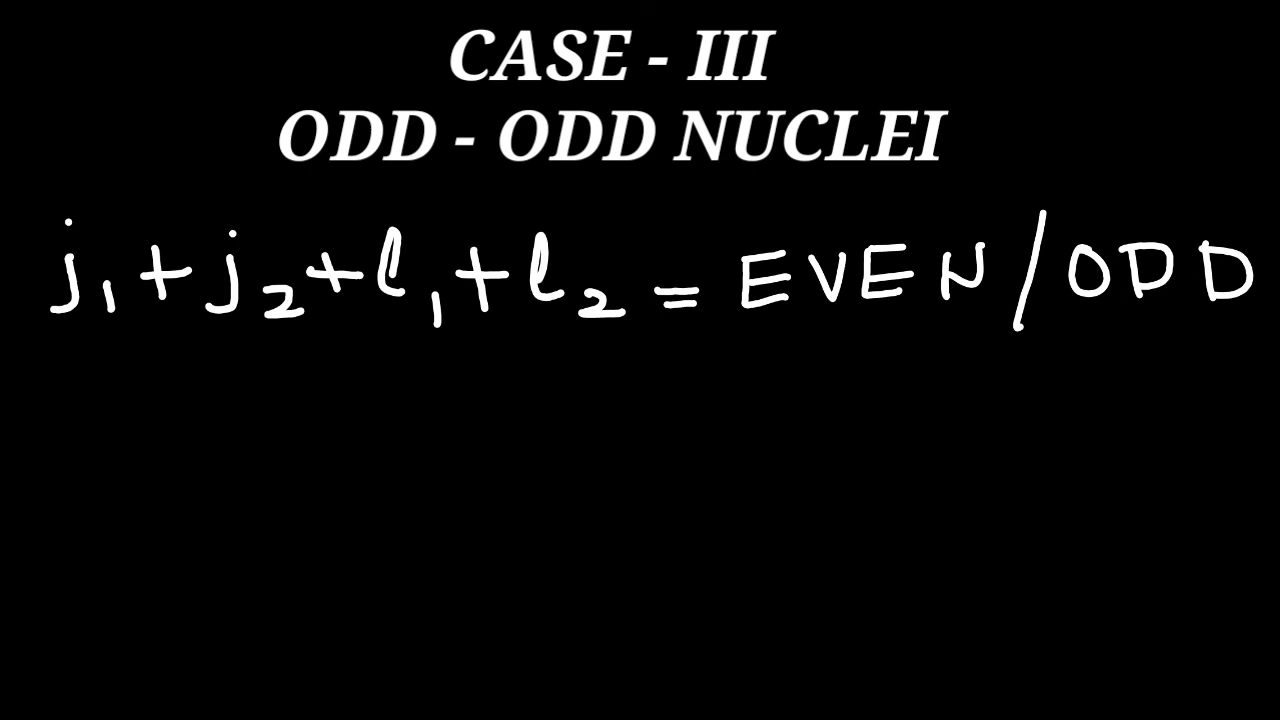 CASE - III
ODD - ODD NUCLEI
j₁ + j₂ + l₁ + l₂ = EVEN / ODD